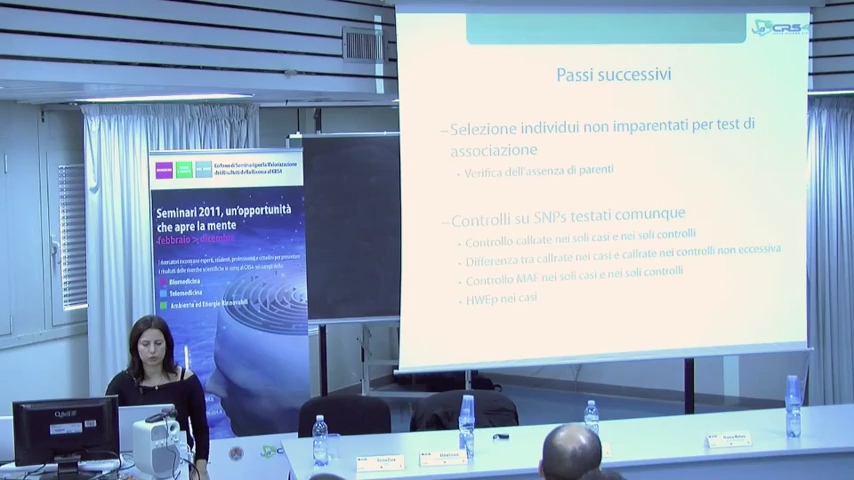 CRS4
Passi successivi
–Selezione individui non imparentati per test di
associazione
• Verifica dell'assenza di parenti
–Controlli su SNPs testati comunque
• Controllo callrate nei soli casi e nei soli controlli
• Differenza tra callrate nei casi e callrate nei controlli non eccessiva
• Controllo MAF nei soli casi e nei soli controlli
• HWEp nei casi
Seminari 2011, un'opportunità
che apre la mente
febbraio > dicembre
Biomedicina
Telemedicina
Ambiente ed Energie Rinnovabili